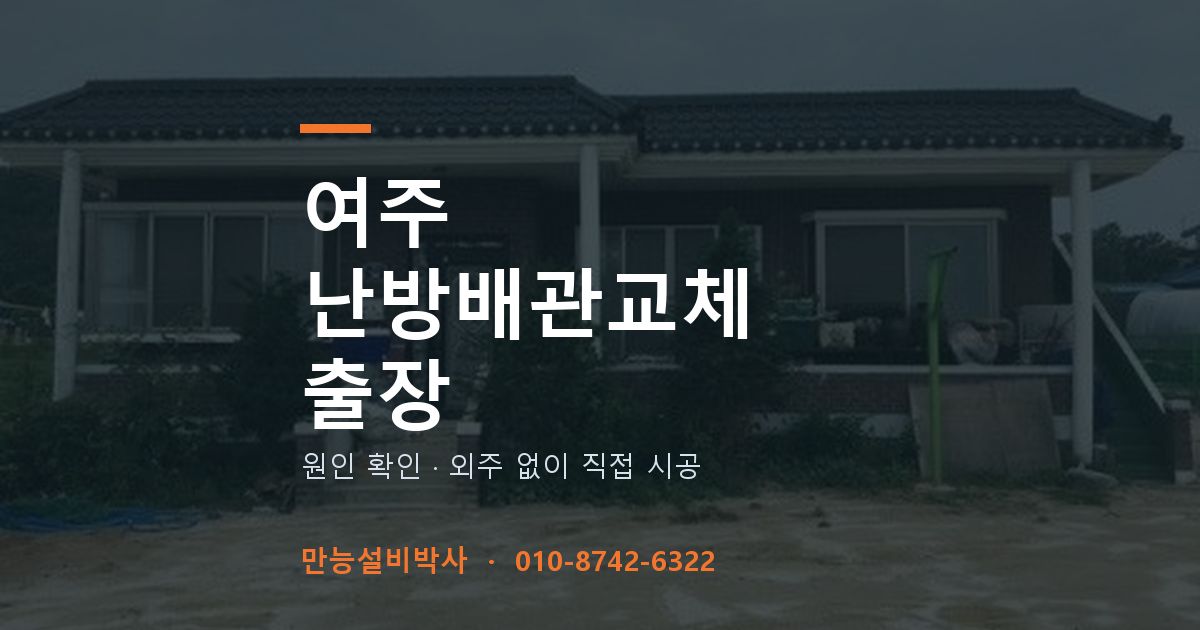 여주
난방배관교체
출장
원인 확인 · 외주 없이 직접 시공
만능설비박사 · 010-8742-6322